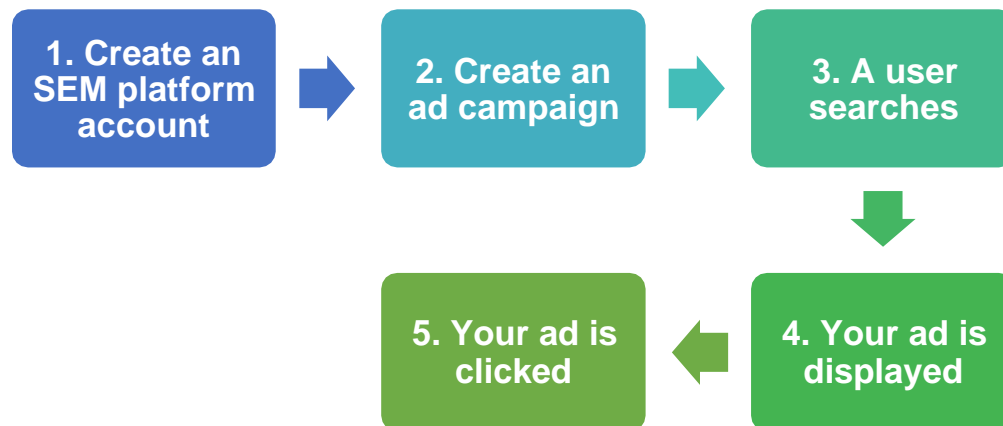 1. Create an
SEM platform
account
2. Create an
ad campaign
3. A user
searches
4. Your ad is
displayed
5. Your ad is
clicked